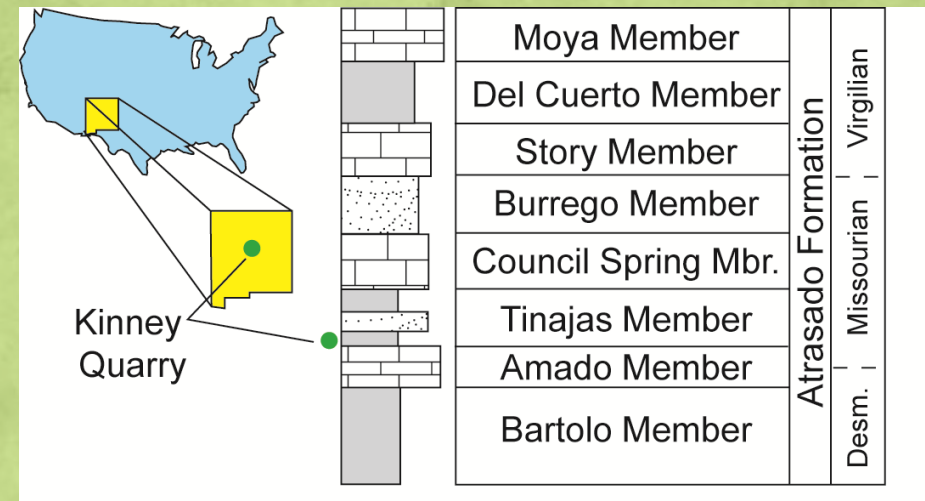 Moya Member
Del Cuerto Member
Story Member
Burrego Member
Council Spring Mbr.
Tinajas Member
Amado Member
Bartolo Member
Atrasado Formation
Virgilian
Missourian
Desm.
Kinney
Quarry